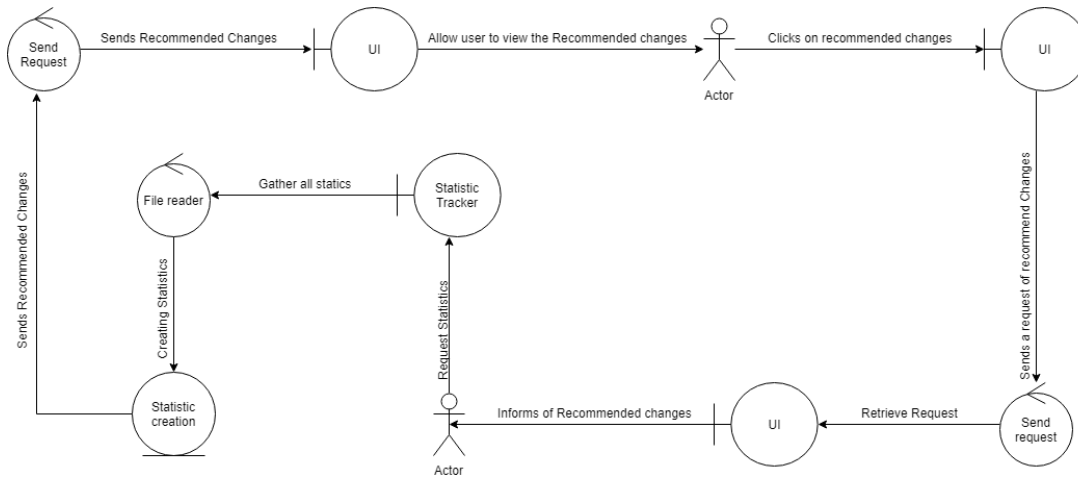 Send
Request
Sends Recommended Changes
UI
Allow user to view the Recommended changes
Actor
Clicks on recommended changes
UI
Sends Recommended Changes
File reader
Gather all statics
Statistic
Tracker
Sends a request of recommend Changes
Creating Statistics
Request Statistics
Statistic
creation
Actor
Informs of Recommended changes
UI
Retrieve Request
Send
request